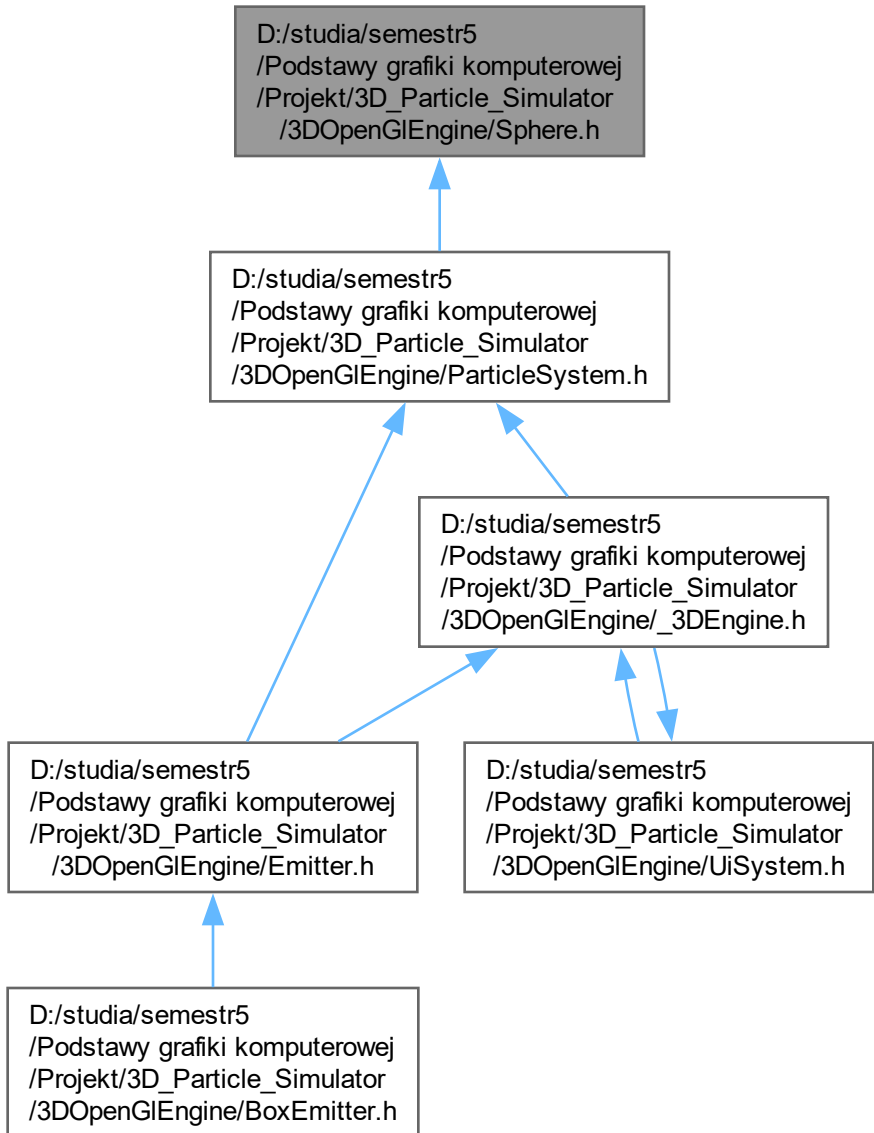 D:/studia/semestr5
/Podstawy grafiki komputerowej
/Projekt/3D_Particle_Simulator
/3DOpenGlEngine/Sphere.h
D:/studia/semestr5
/Podstawy grafiki komputerowej
/Projekt/3D_Particle_Simulator
/3DOpenGlEngine/ParticleSystem.h
D:/studia/semestr5
/Podstawy grafiki komputerowej
/Projekt/3D_Particle_Simulator
/3DOpenGlEngine/_3DEngine.h
D:/studia/semestr5
/Podstawy grafiki komputerowej
/Projekt/3D_Particle_Simulator
/3DOpenGlEngine/Emitter.h
D:/studia/semestr5
/Podstawy grafiki komputerowej
/Projekt/3D_Particle_Simulator
/3DOpenGlEngine/UiSystem.h
D:/studia/semestr5
/Podstawy grafiki komputerowej
/Projekt/3D_Particle_Simulator
/3DOpenGlEngine/BoxEmitter.h